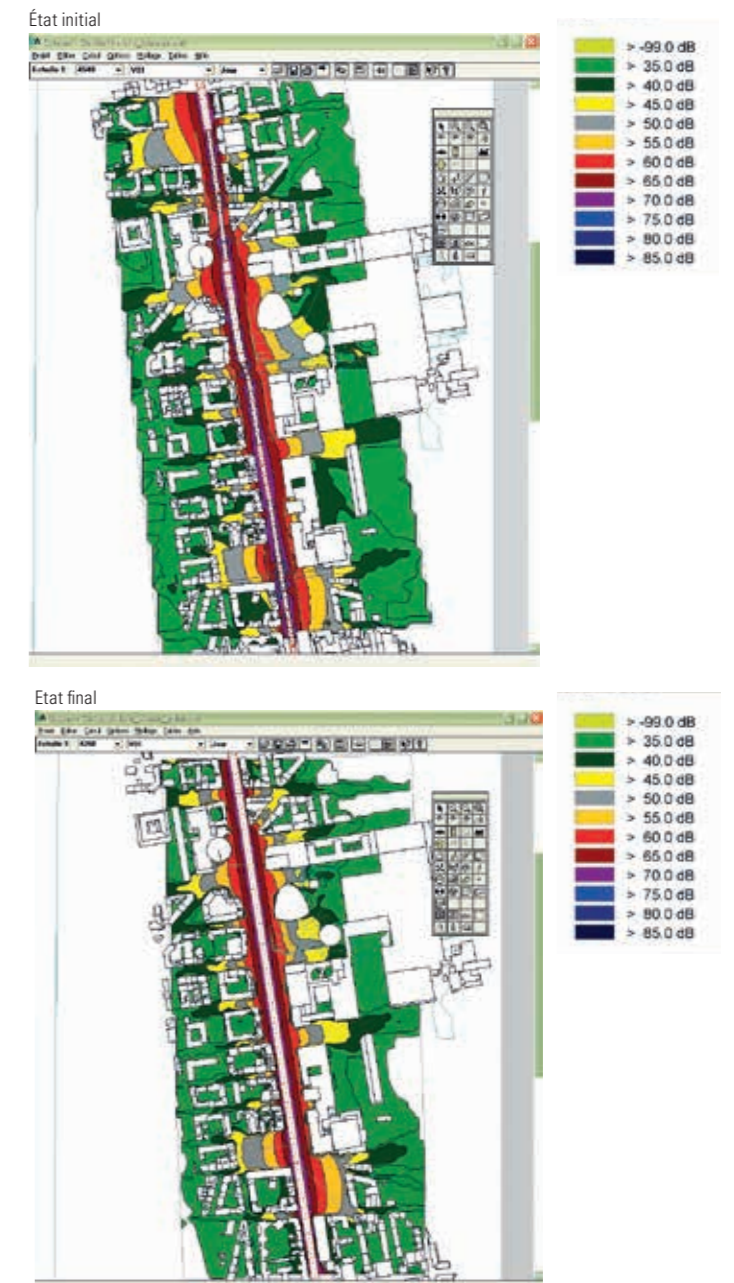 État initial
> -99.0 dB
> 35.0 dB
> 40.0 dB
> 45.0 dB
> 50.0 dB
> 55.0 dB
> 60.0 dB
> 65.0 dB
> 70.0 dB
> 75.0 dB
> 80.0 dB
> 85.0 dB
Etat final
> -99.0 dB
> 35.0 dB
> 40.0 dB
> 45.0 dB
> 50.0 dB
> 55.0 dB
> 60.0 dB
> 65.0 dB
> 70.0 dB
> 75.0 dB
> 80.0 dB
> 85.0 dB